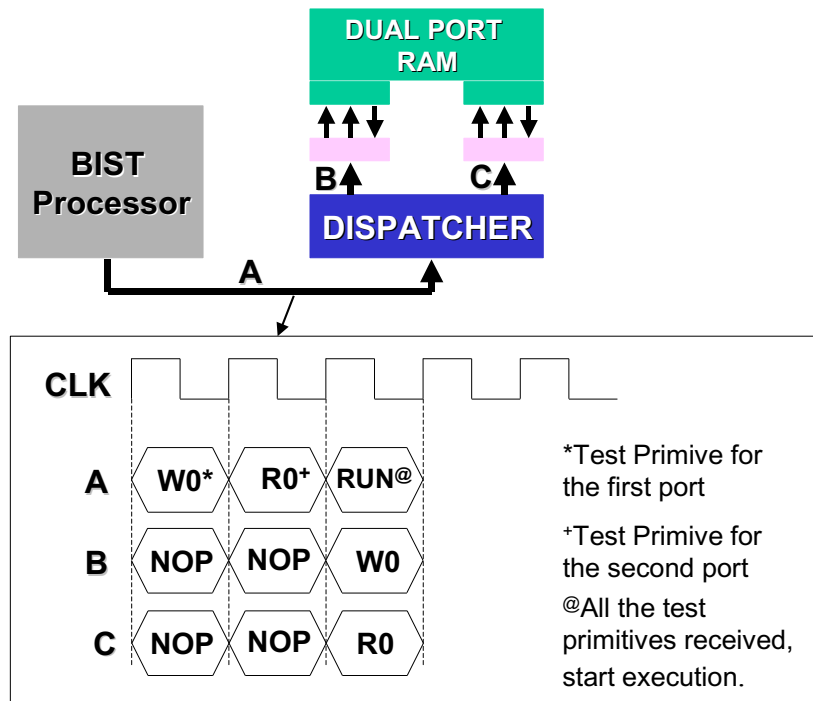 DUAL PORT
RAM
BIST
Processor
B
C
DISPATCHER
A
CLK
A
W0*
R0+
RUN@
B
NOP
NOP
W0
C
NOP
NOP
R0
*Test Primive for
the first port
+Test Primive for
the second port
@All the test
primitives received,
start execution.